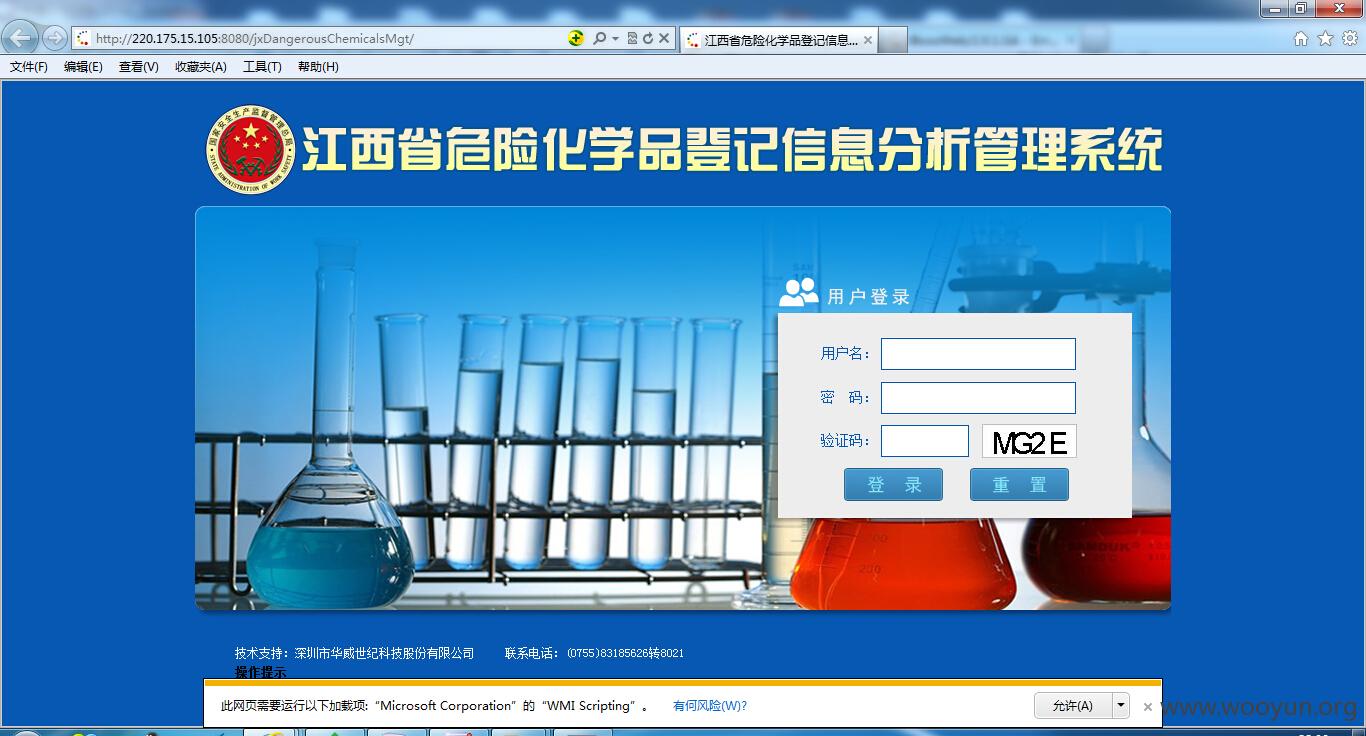 http://220.175.15.105:8080/jxDangerousChemicalsMgt/
江西省危险化学品登记信息...
文件(F) 编辑(E) 查看(V) 收藏夹(A) 工具(T) 帮助(H)
国家安全生产监督管理总局
STATE ADMINISTRATION OF WORK SAFETY
江西省危险化学品登记信息分析管理系统
用户登录
用户名：
密 码：
验证码：
MG2E
登 录 重 置
200
技术支持：深圳市华威世纪科技股份有限公司 联系电话：(0755)83185626转8021
操作提示
此网页需要运行以下加载项:“Microsoft Corporation”的“WMI Scripting”。 有何风险(W)? 允许(A)
www.wooyun.org